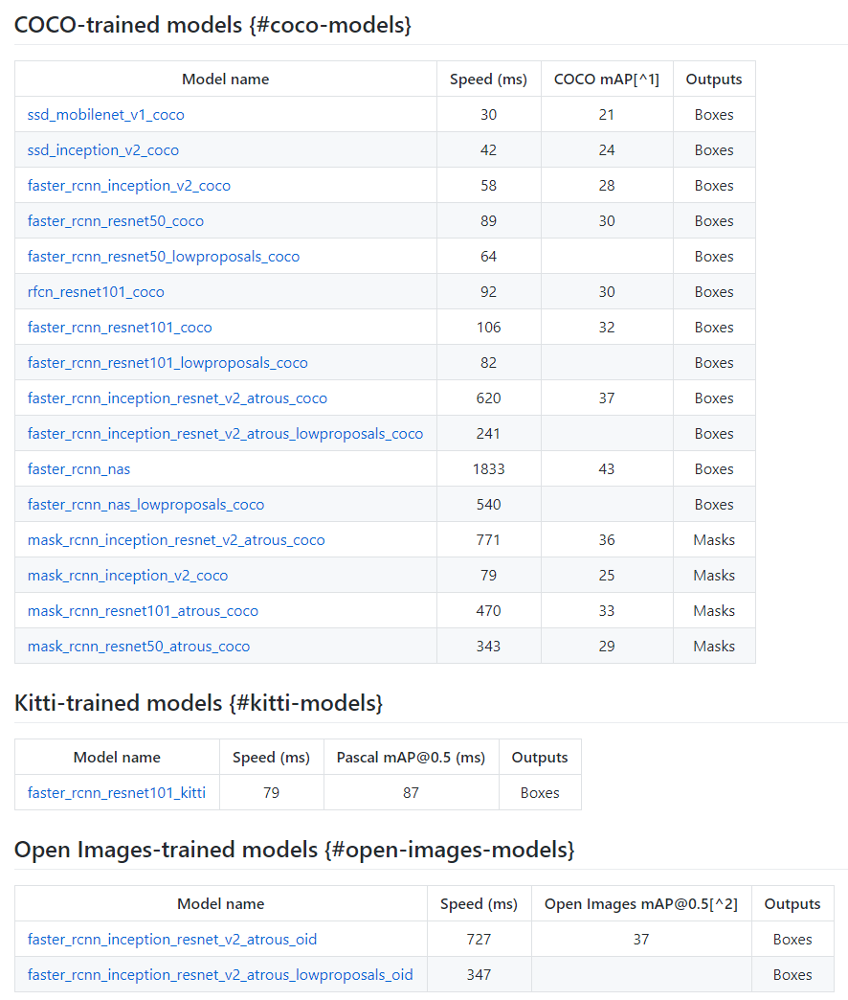 COCO-trained models {#coco-models}
Model name Speed (ms) COCO mAP[^1] Outputs
ssd_mobilenet_v1_coco 30 21 Boxes
ssd_inception_v2_coco 42 24 Boxes
faster_rcnn_inception_v2_coco 58 28 Boxes
faster_rcnn_resnet50_coco 89 30 Boxes
faster_rcnn_resnet50_lowproposals_coco 64 Boxes
rfcn_resnet101_coco 92 30 Boxes
faster_rcnn_resnet101_coco 106 32 Boxes
faster_rcnn_resnet101_lowproposals_coco 82 Boxes
faster_rcnn_inception_resnet_v2_atrous_coco 620 37 Boxes
faster_rcnn_inception_resnet_v2_atrous_lowproposals_coco 241 Boxes
faster_rcnn_nas 1833 43 Boxes
faster_rcnn_nas_lowproposals_coco 540 Boxes
mask_rcnn_inception_resnet_v2_atrous_coco 771 36 Masks
mask_rcnn_inception_v2_coco 79 25 Masks
mask_rcnn_resnet101_atrous_coco 470 33 Masks
mask_rcnn_resnet50_atrous_coco 343 29 Masks
Kitti-trained models {#kitti-models}
Model name Speed (ms) Pascal mAP@0.5 (ms) Outputs
faster_rcnn_resnet101_kitti 79 87 Boxes
Open Images-trained models {#open-images-models}
Model name Speed (ms) Open Images mAP@0.5[^2] Outputs
faster_rcnn_inception_resnet_v2_atrous_oid 727 37 Boxes
faster_rcnn_inception_resnet_v2_atrous_lowproposals_oid 347 Boxes